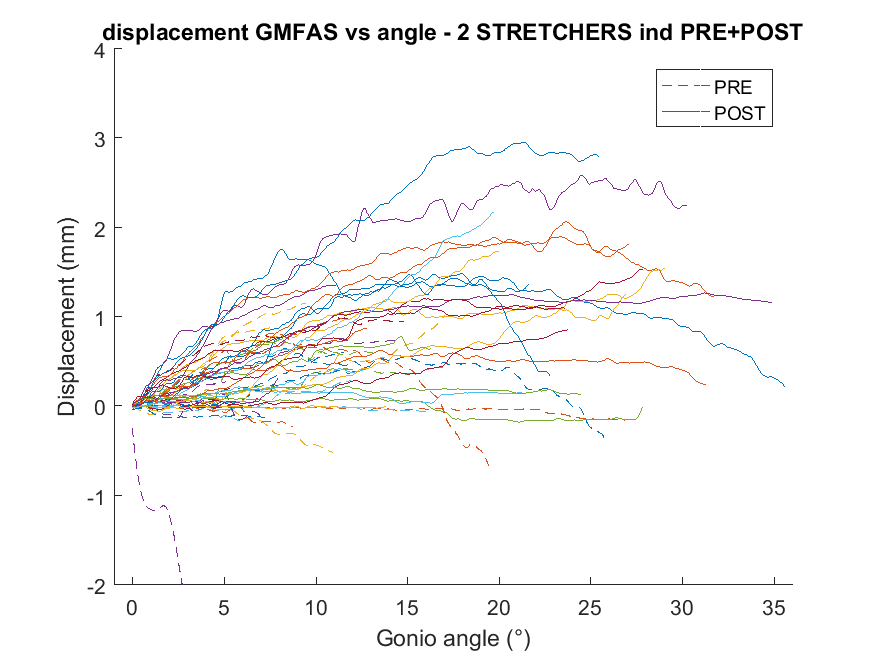 displacement GMFAS vs angle - 2 STRETCHERS ind PRE+POST
4
3
2
1
0
-1
-2
Displacement (mm)
PRE
POST
0 5 10 15 20 25 30 35
Gonio angle (°)